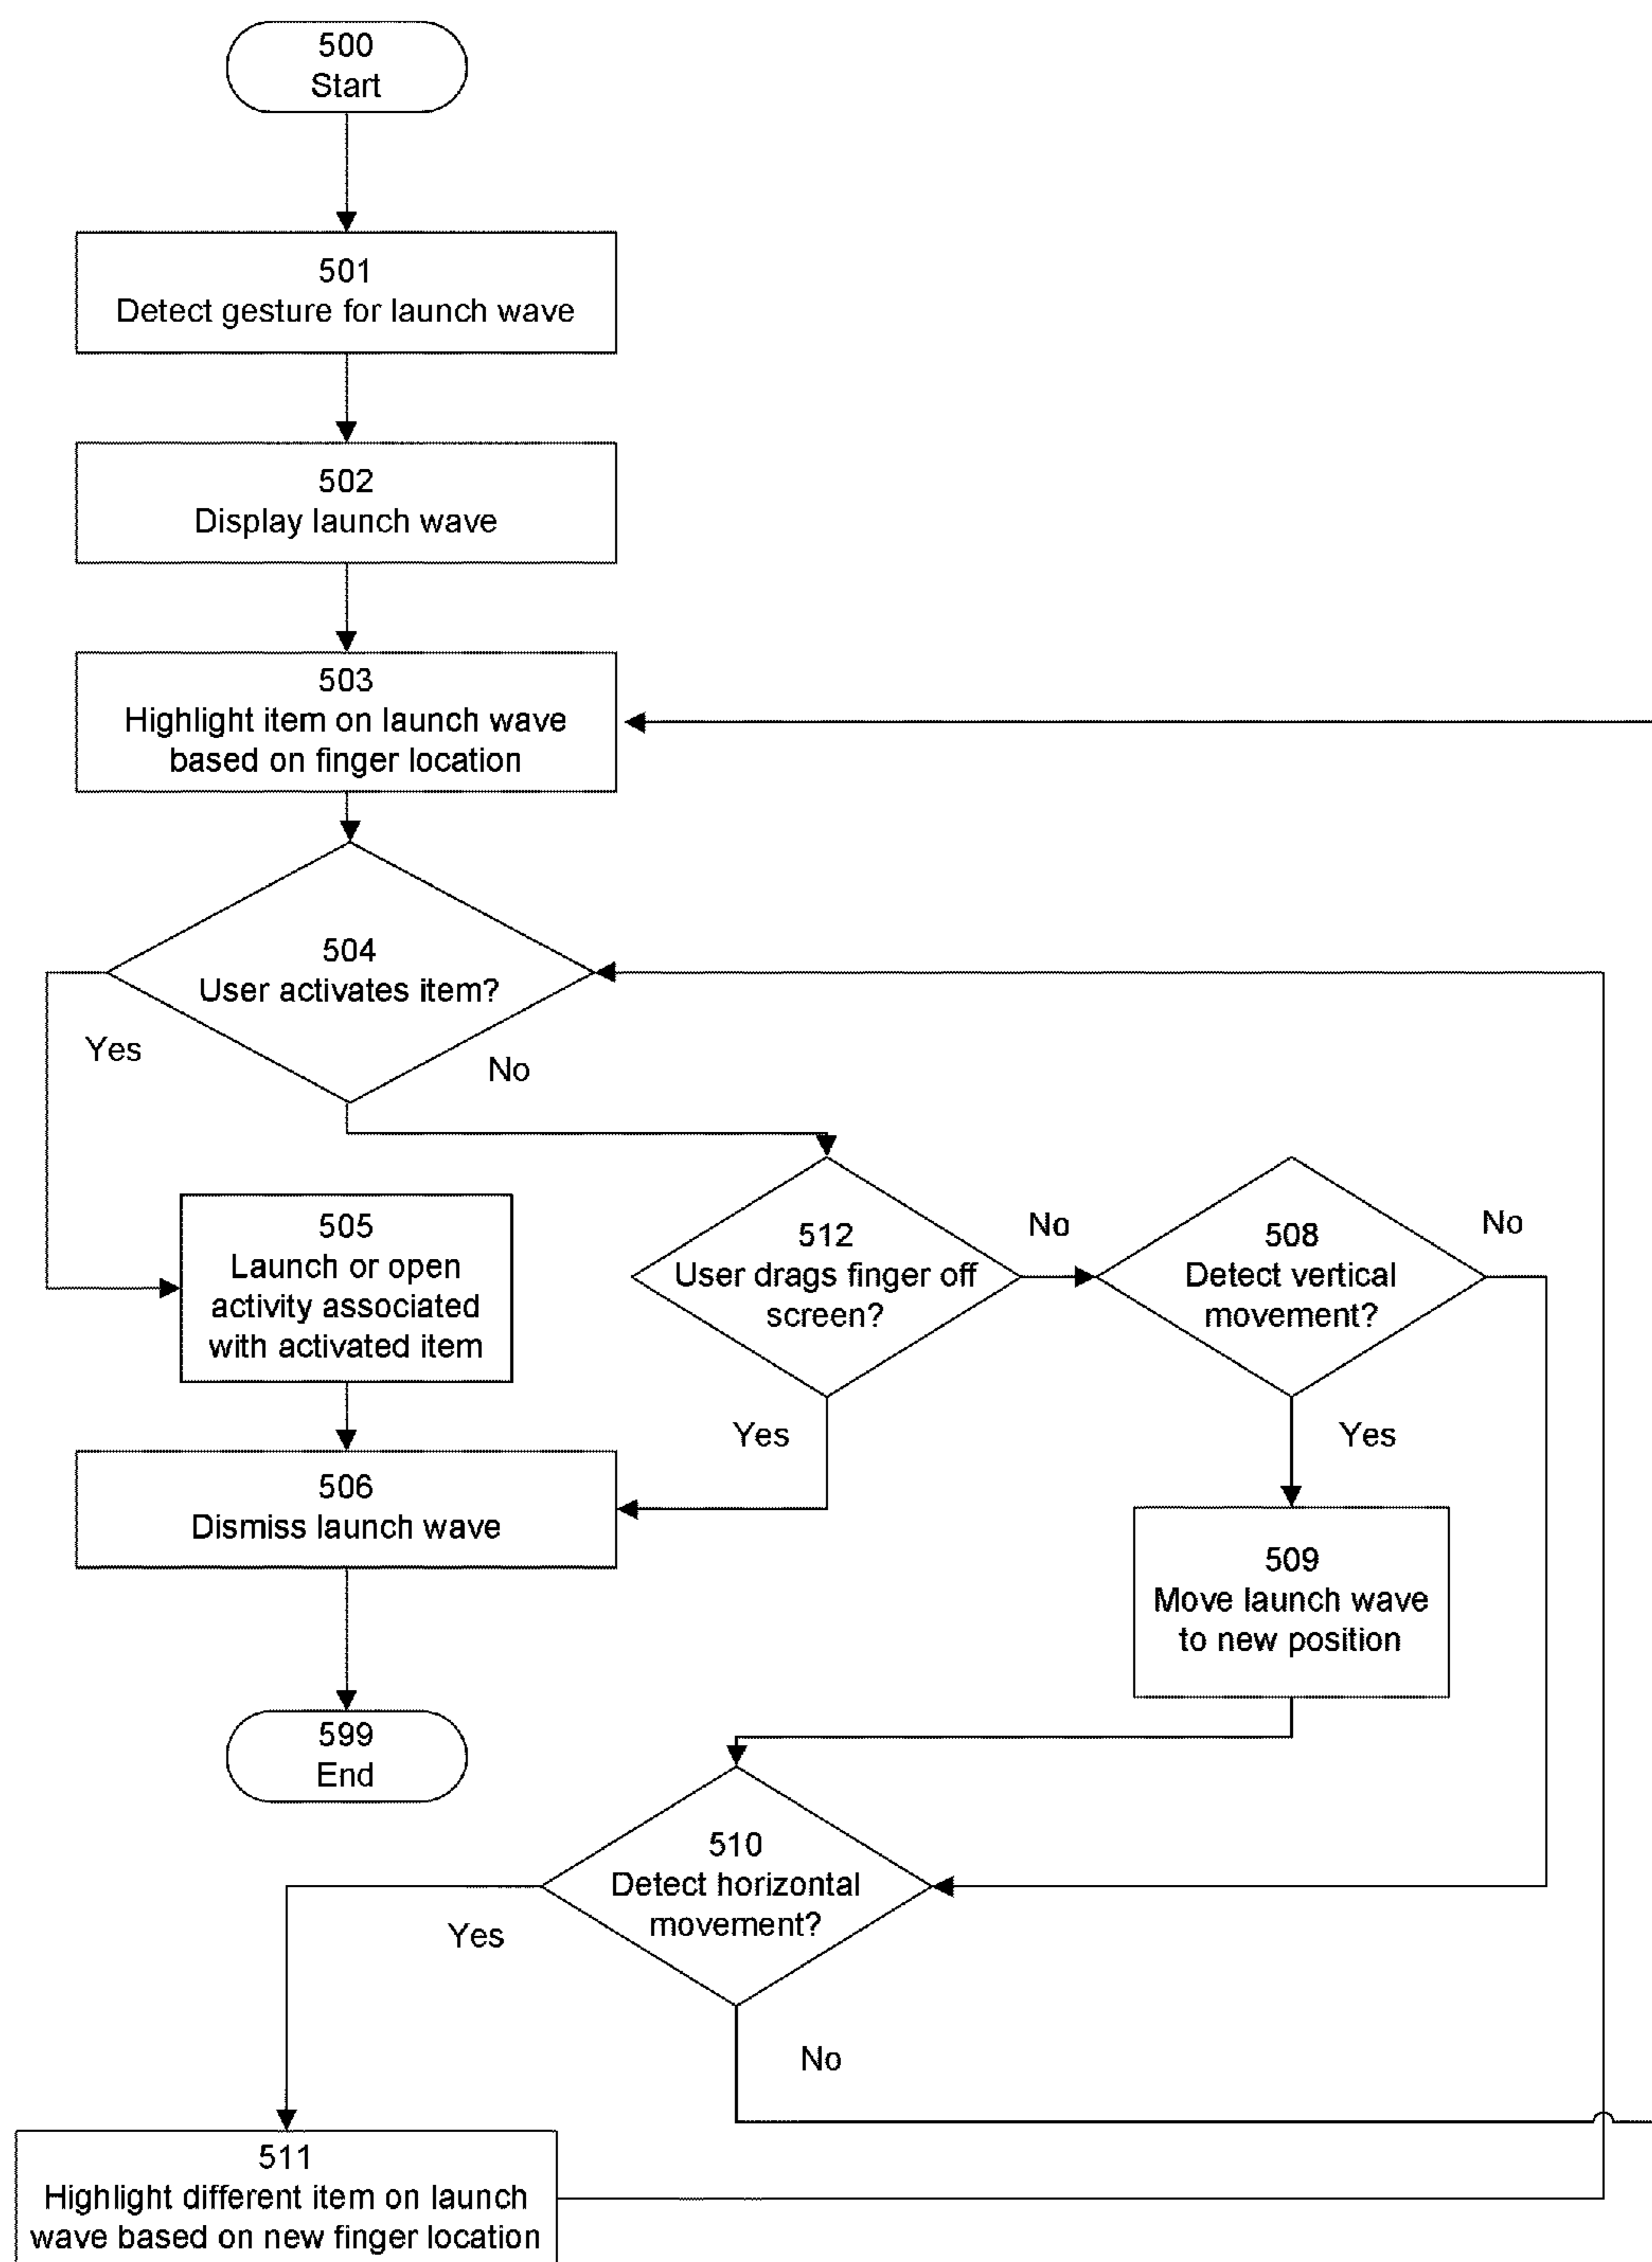 500
Start
501
Detect gesture for launch wave
502
Display launch wave
503
Highlight item on launch wave
based on finger location
504
User activates item?
Yes
No
505
Launch or open
activity associated
with activated item
512
User drags finger off
screen?
No
508
Detect vertical
movement?
No
Yes
Yes
506
Dismiss launch wave
509
Move launch wave
to new position
599
End
510
Detect horizontal
movement?
Yes
No
511
Highlight different item on launch
wave based on new finger location